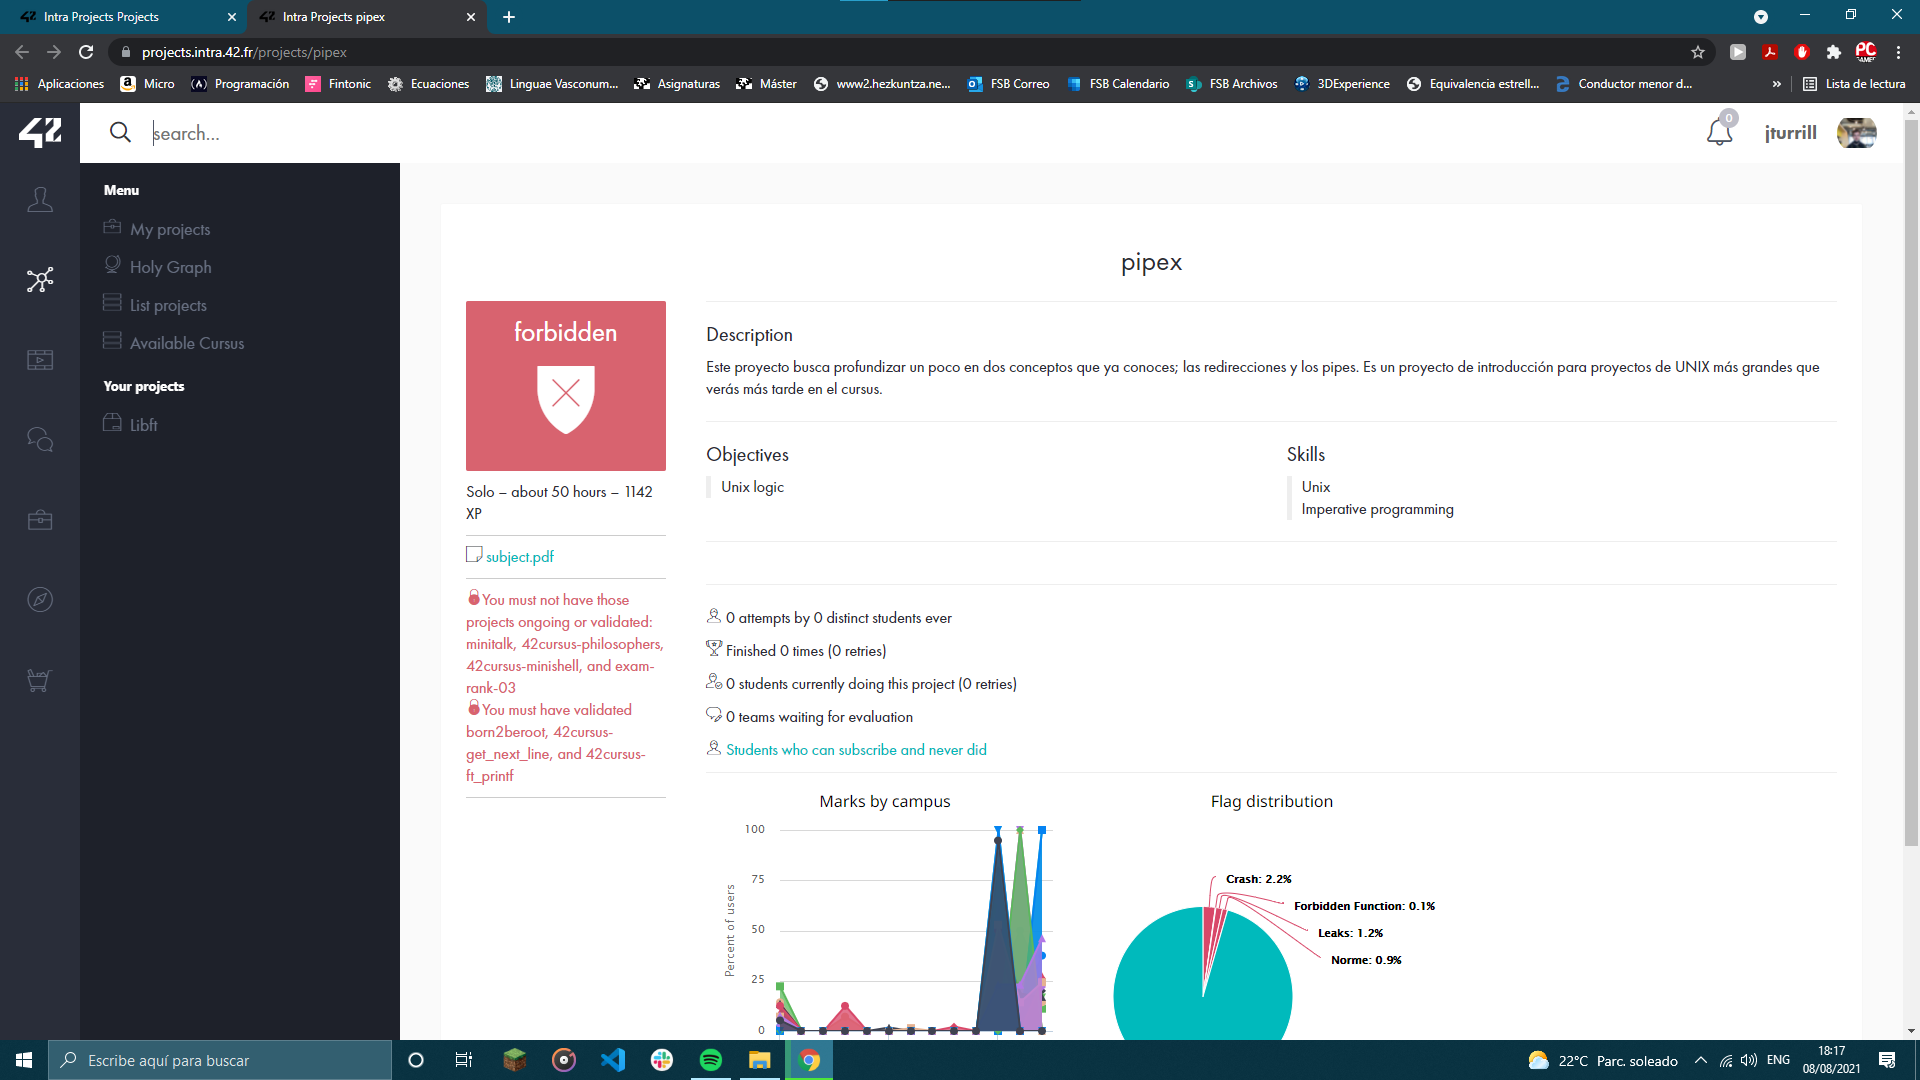 Intra Projects Projects
Intra Projects pipex
projects.intra.42.fr/projects/pipex
Aplicaciones
Micro
Programación
Fintonic
Ecuaciones
Linguae Vasconum...
Asignaturas
Máster
www2.hezkuntza.ne...
FSB Correo
FSB Calendario
FSB Archivos
3DExperience
Equivalencia estrell...
Conductor menor d...
»
Lista de lectura
42
search...
0
jturrill
Menu
My projects
Holy Graph
List projects
Available Cursus
Your projects
Libft
pipex
forbidden
Solo – about 50 hours – 1142
XP
subject.pdf
You must not have those
projects ongoing or validated:
minitalk, 42cursus-philosophers,
42cursus-minishell, and exam-
rank-03
You must have validated
born2beroot, 42cursus-
get_next_line, and 42cursus-
ft_printf
Description
Este proyecto busca profundizar un poco en dos conceptos que ya conoces; las redirecciones y los pipes. Es un proyecto de introducción para proyectos de UNIX más grandes que
verás más tarde en el cursus.
Objectives
Unix logic
Skills
Unix
Imperative programming
0 attempts by 0 distinct students ever
Finished 0 times (0 retries)
0 students currently doing this project (0 retries)
0 teams waiting for evaluation
Students who can subscribe and never did
Marks by campus
Percent of users
100
75
50
25
0
Flag distribution
Crash: 2.2%
Forbidden Function: 0.1%
Leaks: 1.2%
Norme: 0.9%
Escribe aquí para buscar
22°C Parc. soleado
ENG
18:17
08/08/2021